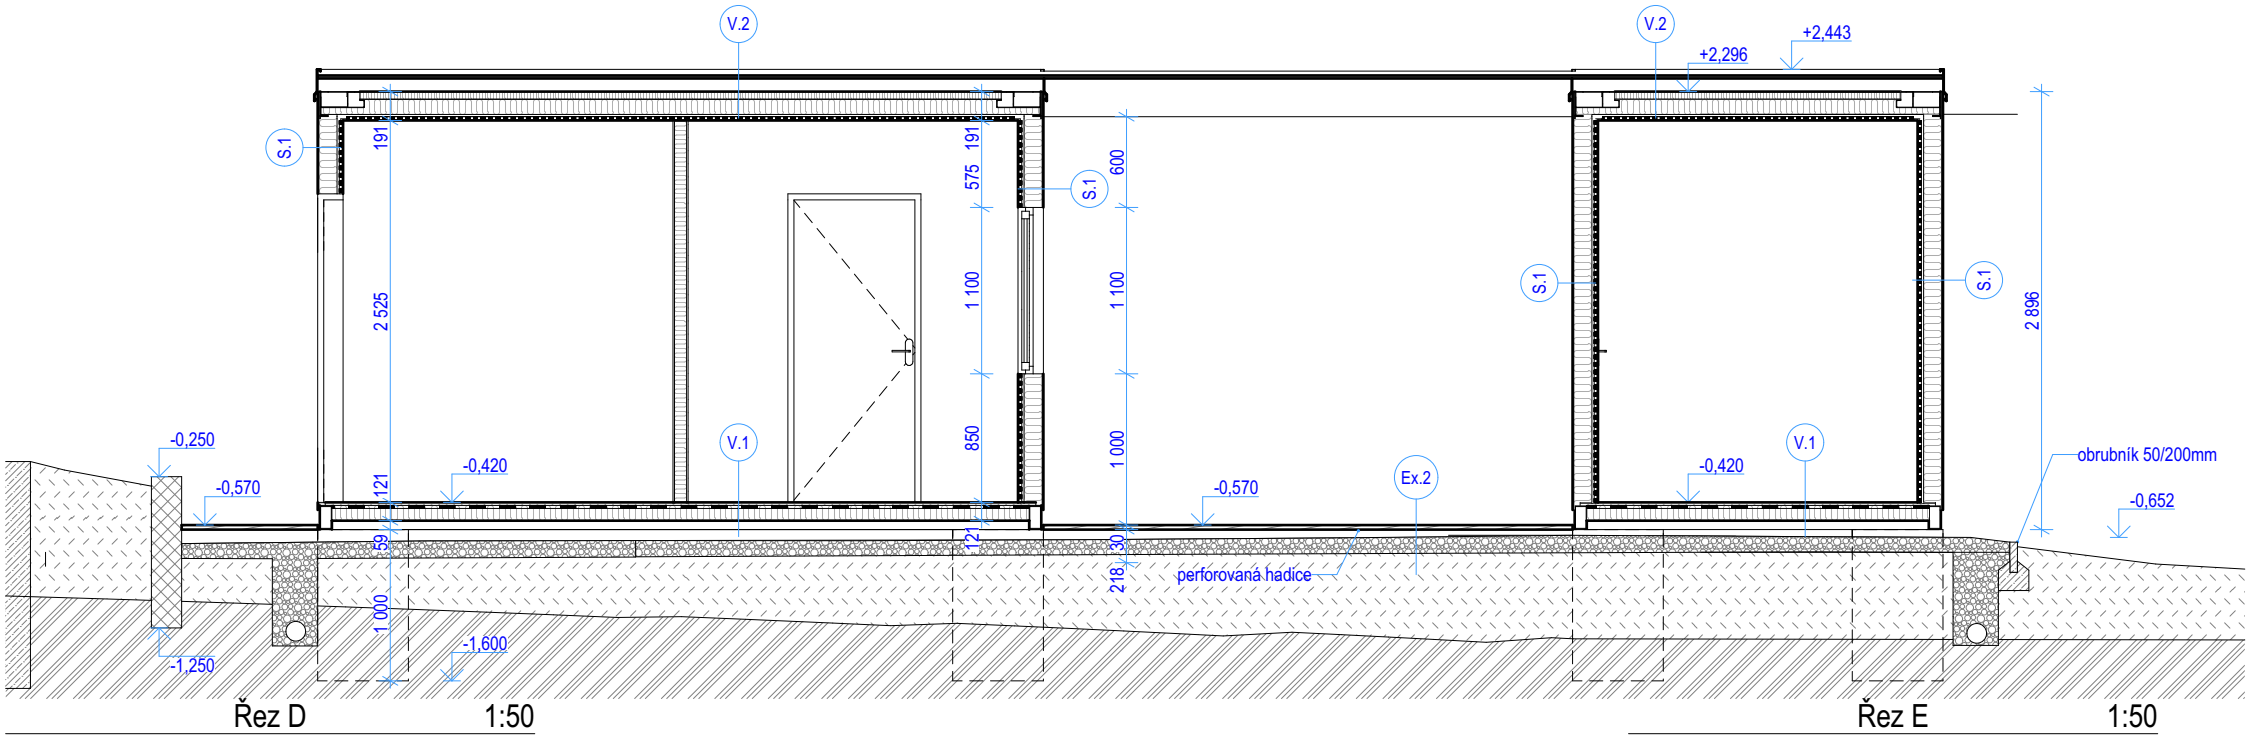 V.2
V.2
+2,443
+2,296
191
191
S.1
575
600
S.1
2 525
1 100
1 100
S.1
S.1
2 896
-0,250
850
1 000
V.1
V.1
obrubník 50/200mm
-0,420
-0,420
-0,570
121
-0,570
Ex.2
-0,652
59
121
30
perforovaná hadice
218
1 000
-1,600
-1,250
Řez D 1:50
Řez E 1:50